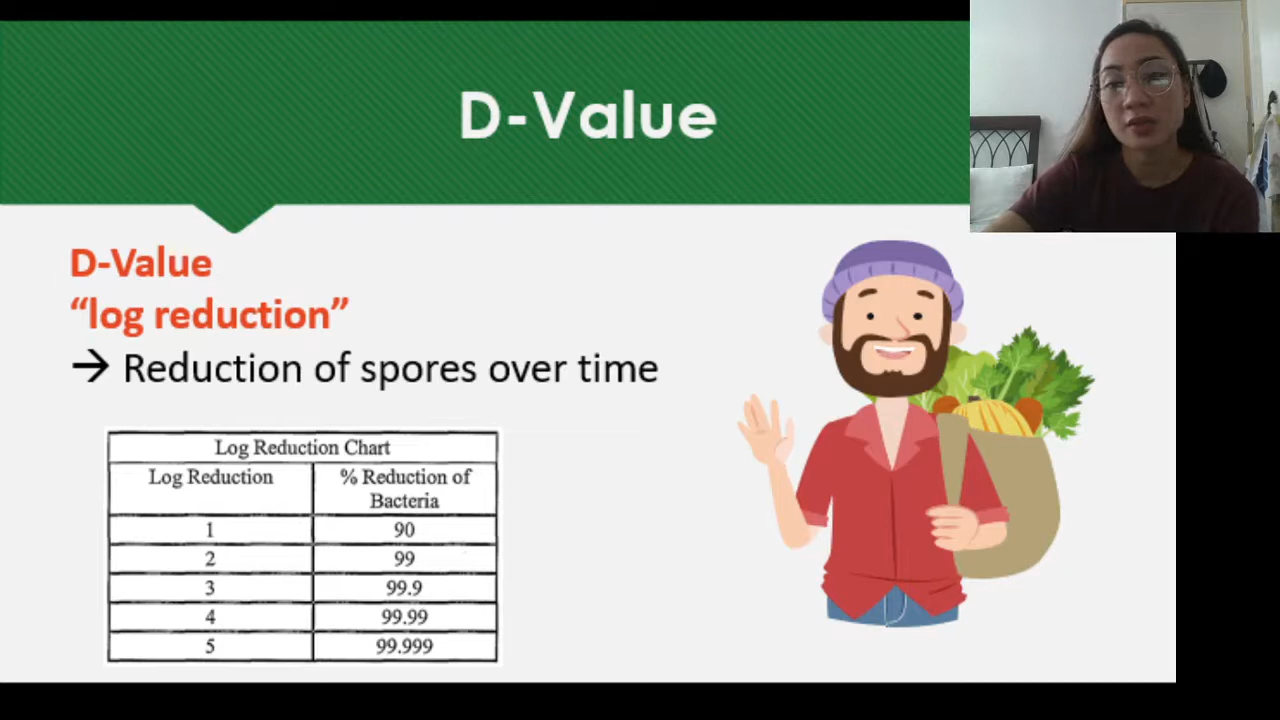 D-Value
D-Value
“log reduction”
→ Reduction of spores over time
Log Reduction Chart
Log Reduction % Reduction of
Bacteria
1 90
2 99
3 99.9
4 99.99
5 99.999